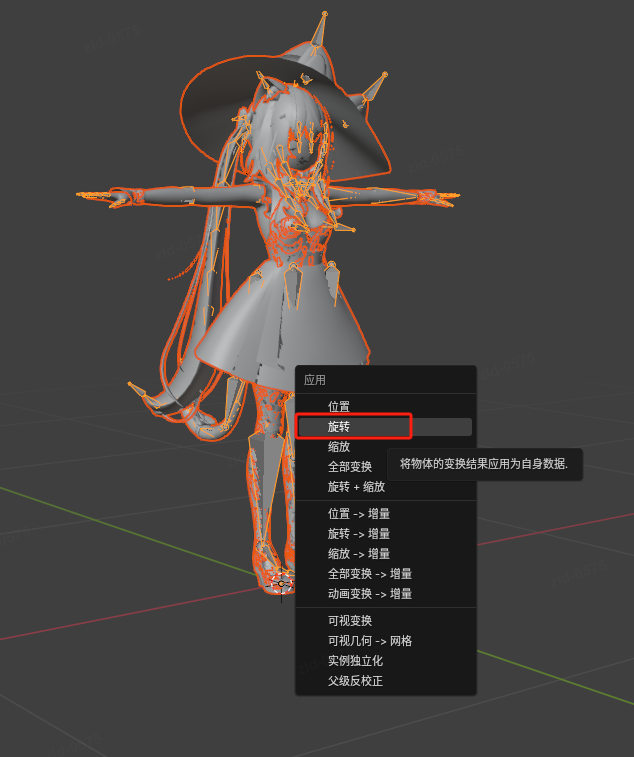 应用
位置
旋转
缩放
全部变换
将物体的变换结果应用为自身数据.
旋转 + 缩放
位置 -> 增量
旋转 -> 增量
缩放 -> 增量
全部变换 -> 增量
动画变换 -> 增量
可视变换
可视几何 -> 网格
实例独立化
父级反校正